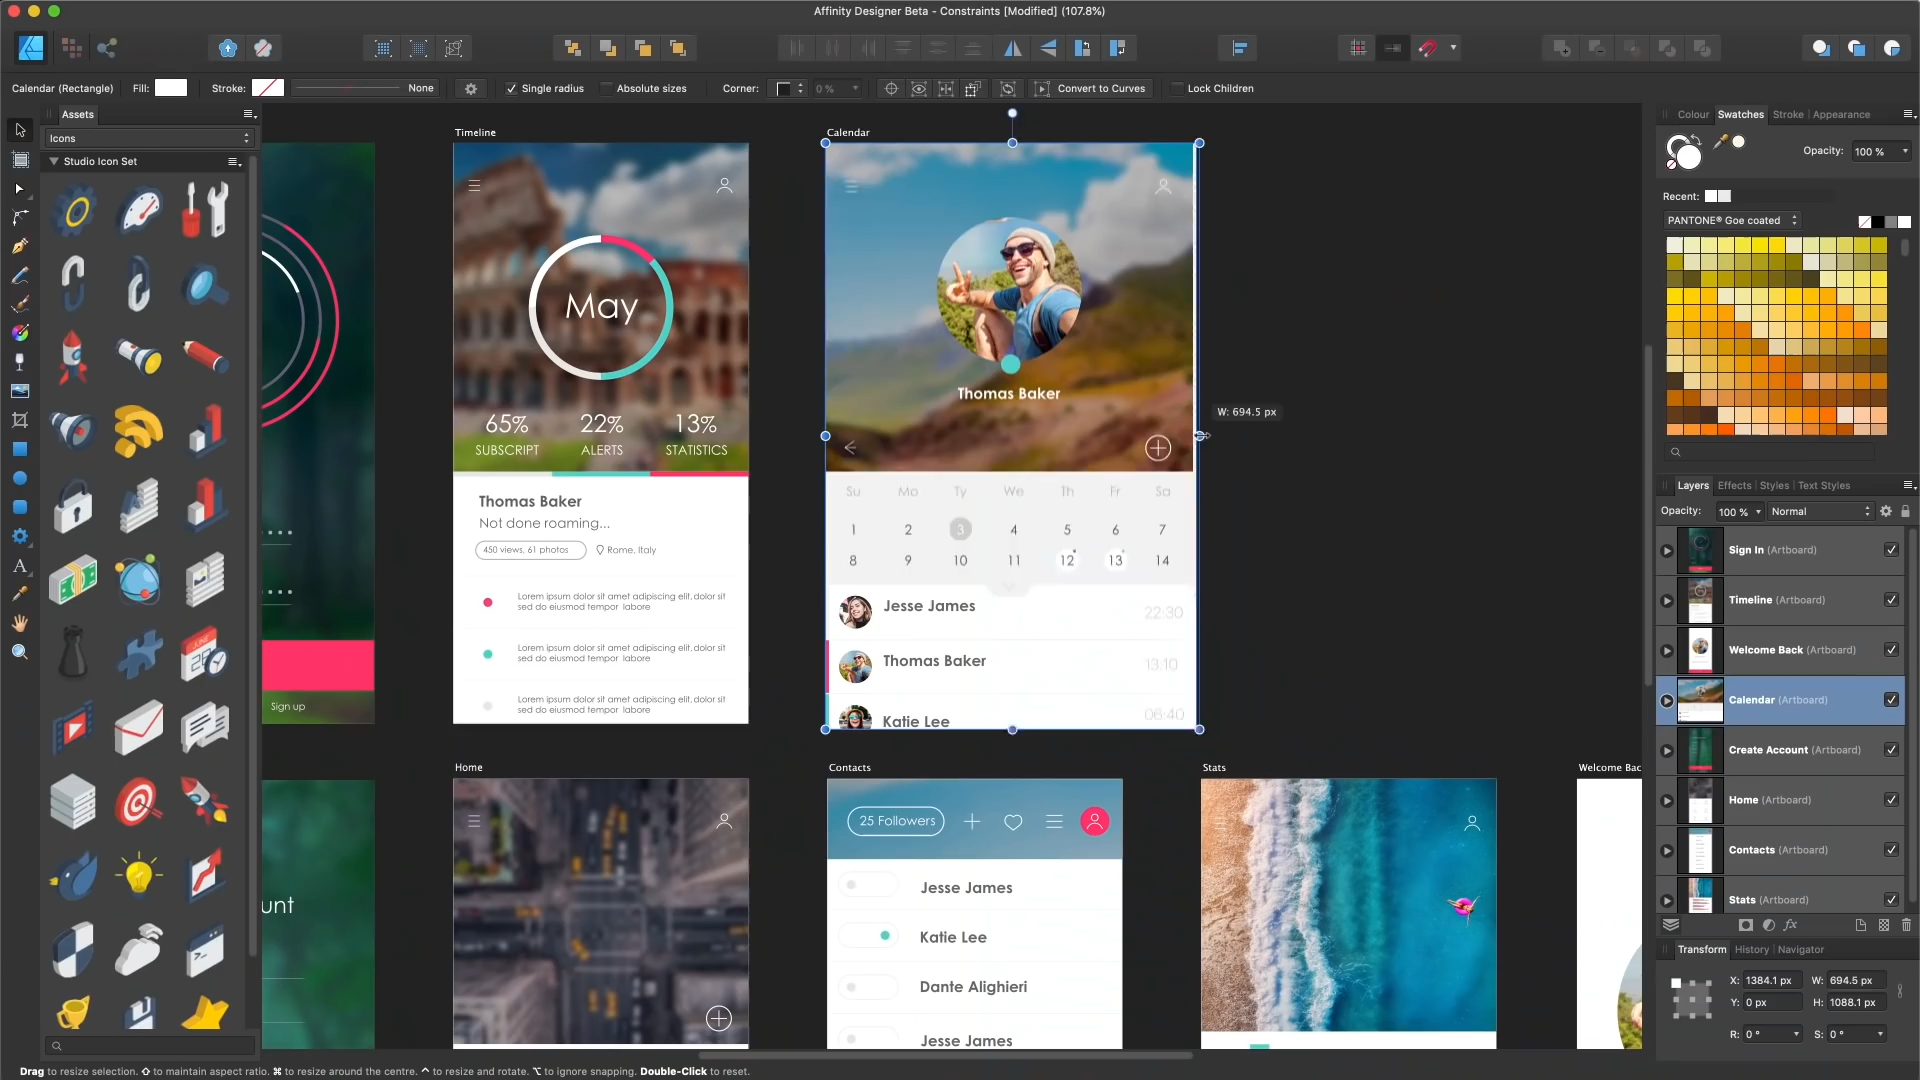 Affinity Designer Beta - Constraints [Modified] (107.8%)
Calendar (Rectangle)
Fill:
Stroke:
None
Single radius
Absolute sizes
Corner:
0 %
Convert to Curves
Lock Children
Assets
Icons
Studio Icon Set
Sign up
unt
Timeline
May
65%
22%
13%
SUBSCRIPT
ALERTS
STATISTICS
Thomas Baker
Not done roaming...
450 views, 61 photos
Rome, Italy
Lorem ipsum dolor sit amet adipiscing elit, dolor sit
sed do eiusmod tempor labore
Lorem ipsum dolor sit amet adipiscing elit, dolor sit
sed do eiusmod tempor labore
Lorem ipsum dolor sit amet adipiscing elit, dolor sit
sed do eiusmod tempor labore
Calendar
Thomas Baker
W: 694.5 px
Su Mo Ty We Th Fr Sa
1 2 3 4 5 6 7
8 9 10 11 12 13 14
Jesse James
22:30
Thomas Baker
13:10
Katie Lee
06:40
Home
Contacts
25 Followers
Jesse James
Katie Lee
Dante Alighieri
Jesse James
Stats
Welcome Bac
Colour
Swatches
Stroke
Appearance
Opacity:
100 %
Recent:
PANTONE® Goe coated
Layers
Effects
Styles
Text Styles
Opacity:
100 %
Normal
Sign In (Artboard)
Timeline (Artboard)
Welcome Back (Artboard)
Calendar (Artboard)
Create Account (Artboard)
Home (Artboard)
Contacts (Artboard)
Stats (Artboard)
fx
Transform
History
Navigator
X: 1384.1 px
W: 694.5 px
Y: 0 px
H: 1088.1 px
R: 0 °
S: 0 °
Drag to resize selection. ⇧ to maintain aspect ratio. ⌘ to resize around the centre. ⌃ to resize and rotate. ⌥ to ignore snapping. Double-Click to reset.